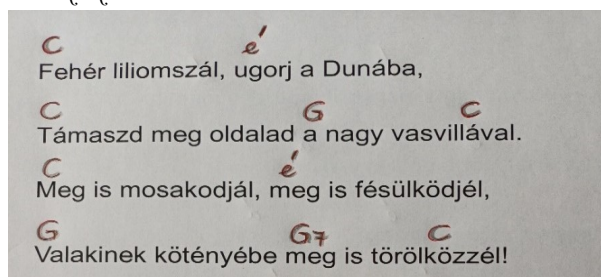 C é
Fehér liliomszál, ugorj a Dunába,
C G C
Támaszd meg oldalad a nagy vasvillával.
C é
Meg is mosakodjál, meg is fésülködjél,
G G7 C
Valakinek kötényébe meg is törölközzél!